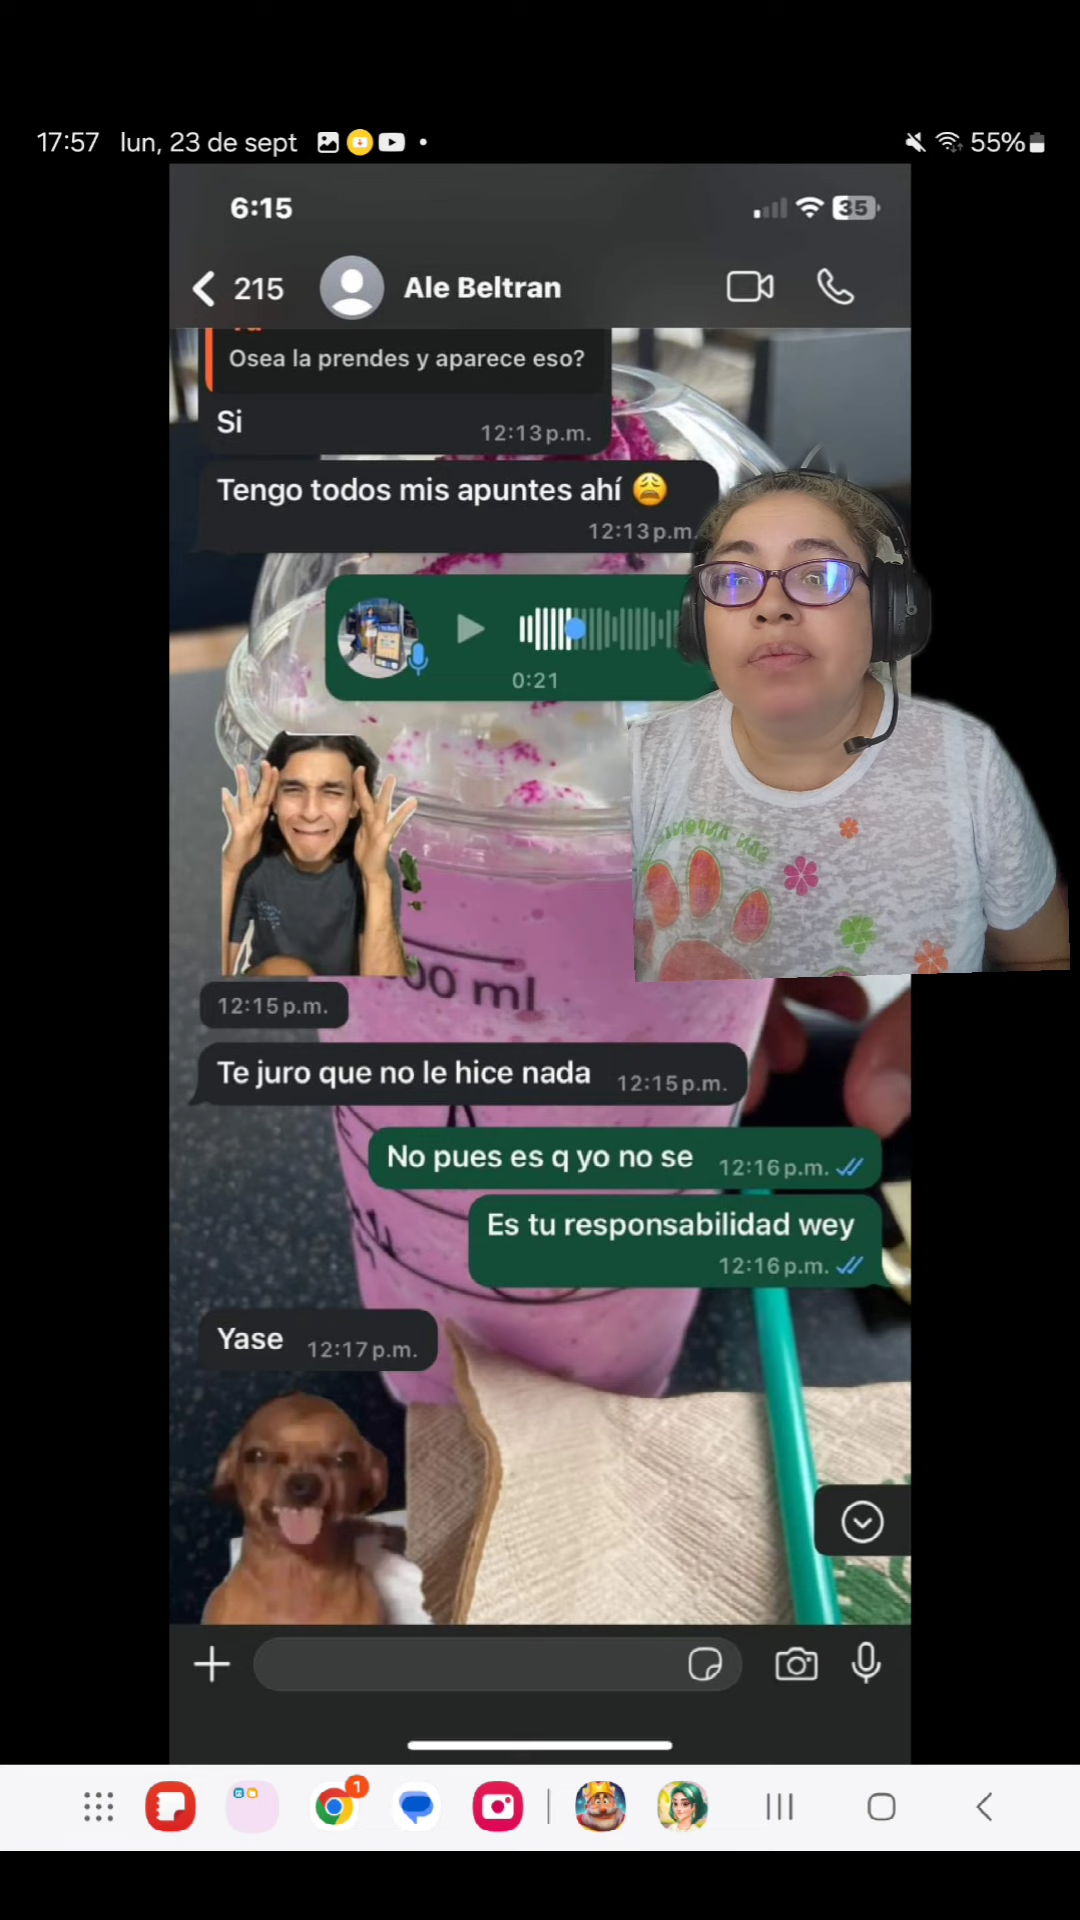 17:57 lun, 23 de sept
55%
6:15
35
215 Ale Beltran
Osea la prendes y aparece eso?
Si
12:13 p.m.
Tengo todos mis apuntes ahí 😩
12:13 p.m.
0:21
00 ml
12:15 p.m.
Te juro que no le hice nada 12:15 p.m.
No pues es q yo no se 12:16 p.m.
Es tu responsabilidad wey
12:16 p.m.
Yase 12:17 p.m.
1